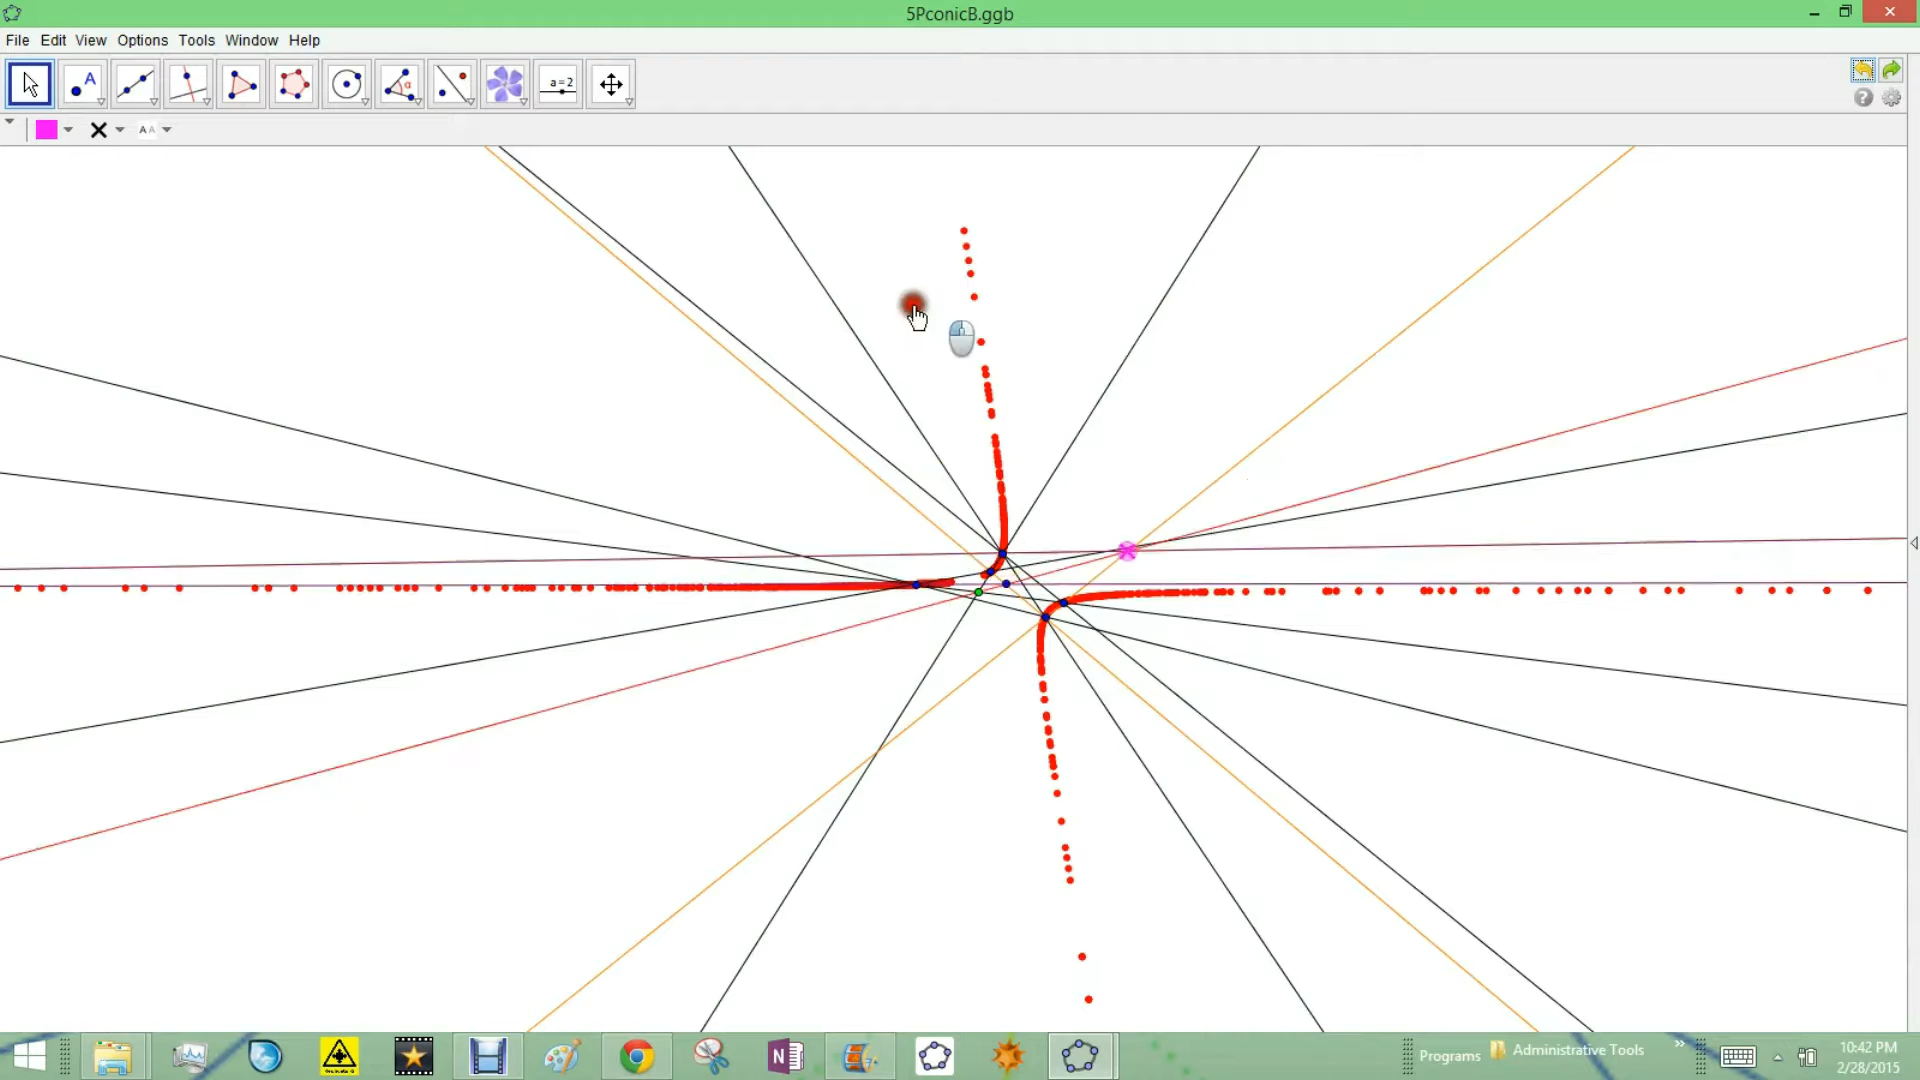 5PconicB.ggb
File Edit View Options Tools Window Help
A
α
a=2
AA
N
Programs
Administrative Tools
10:42 PM
2/28/2015